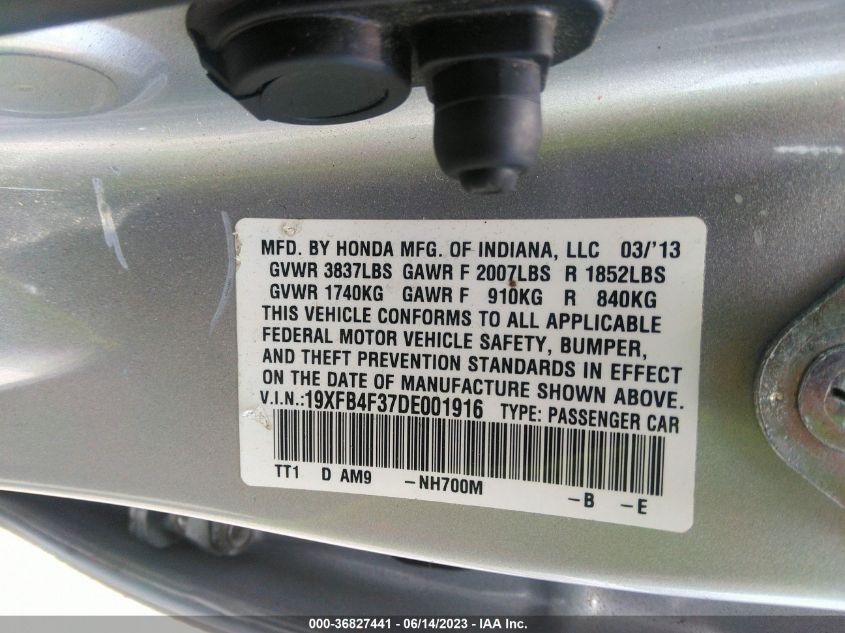 MFD. BY HONDA MFG. OF INDIANA, LLC 03/'13
GVWR 3837LBS GAWR F 2007LBS R 1852LBS
GVWR 1740KG GAWR F 910KG R 840KG
THIS VEHICLE CONFORMS TO ALL APPLICABLE
FEDERAL MOTOR VEHICLE SAFETY, BUMPER,
AND THEFT PREVENTION STANDARDS IN EFFECT
ON THE DATE OF MANUFACTURE SHOWN ABOVE.
V.I.N.:19XFB4F37DE001916 TYPE: PASSENGER CAR
TT1 D AM9 -NH700M -B -E
000-36827441 - 06/14/2023 - IAA Inc.